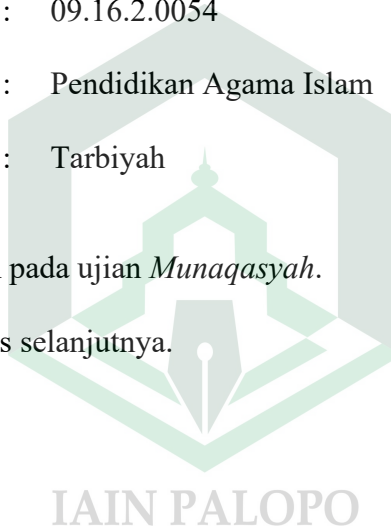 : 09.16.2.0054
: Pendidikan Agama Islam
: Tarbiyah
pada ujian Munaqasyah.
s selanjutnya.
IAIN PALOPO